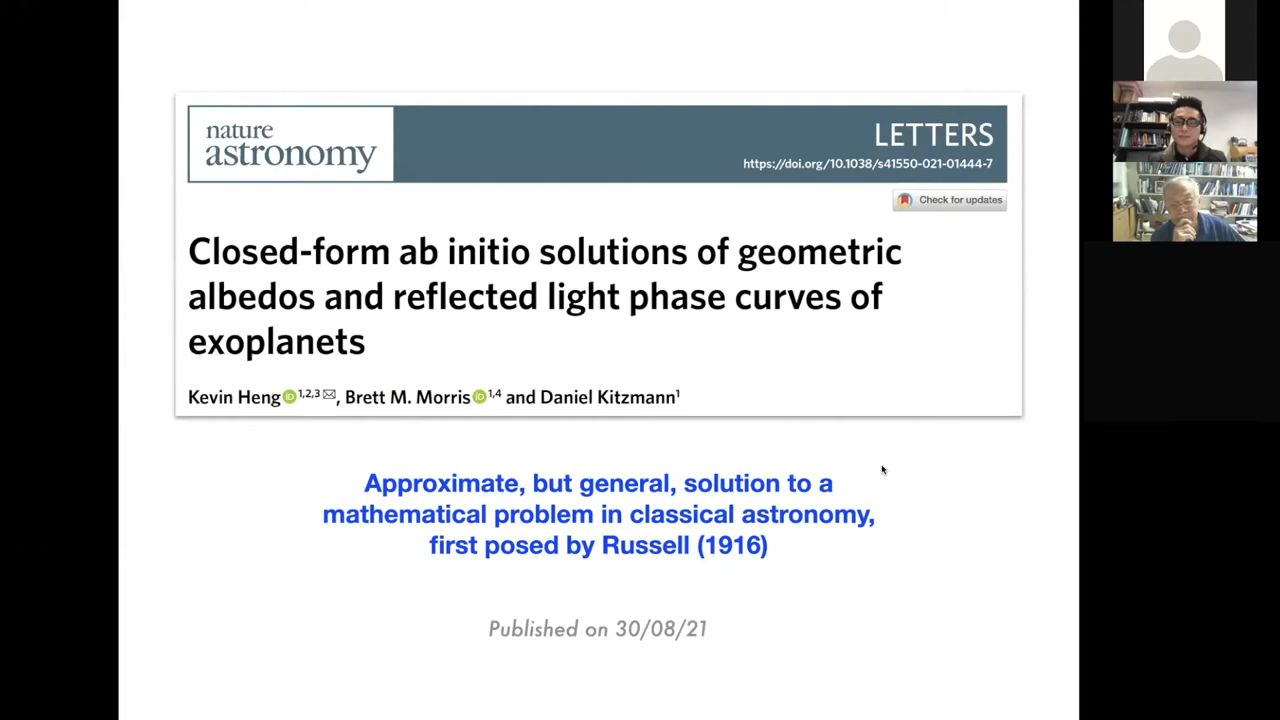 nature
astronomy
LETTERS
https://doi.org/10.1038/s41550-021-01444-7
Check for updates
Closed-form ab initio solutions of geometric
albedos and reflected light phase curves of
exoplanets
Kevin Heng 1,2,3, Brett M. Morris 1,4 and Daniel Kitzmann1
Approximate, but general, solution to a
mathematical problem in classical astronomy,
first posed by Russell (1916)
Published on 30/08/21